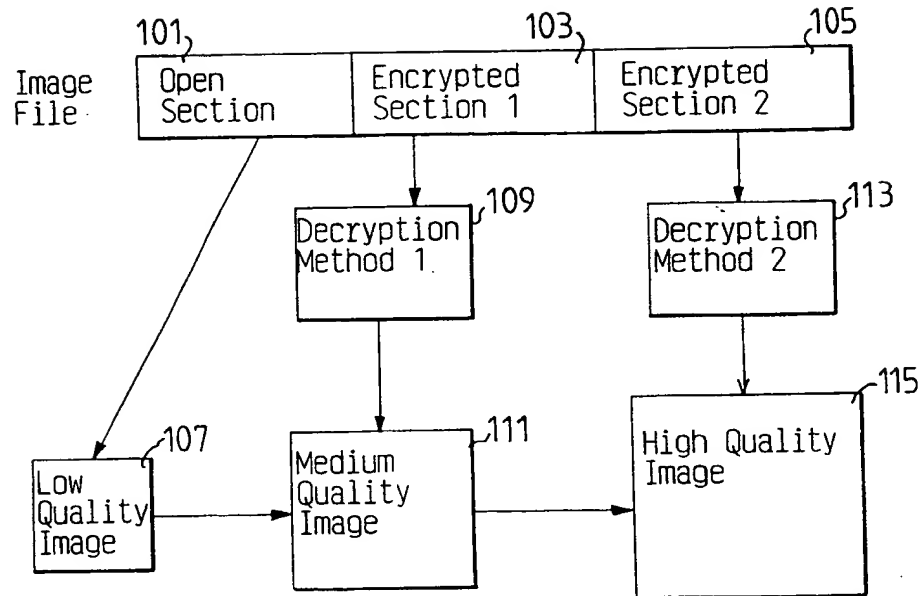 101
103
105
Image
File
Open
Section
Encrypted
Section 1
Encrypted
Section 2
109
Decryption
Method 1
113
Decryption
Method 2
107
Low
Quality
Image
111
Medium
Quality
Image
115
High Quality
Image